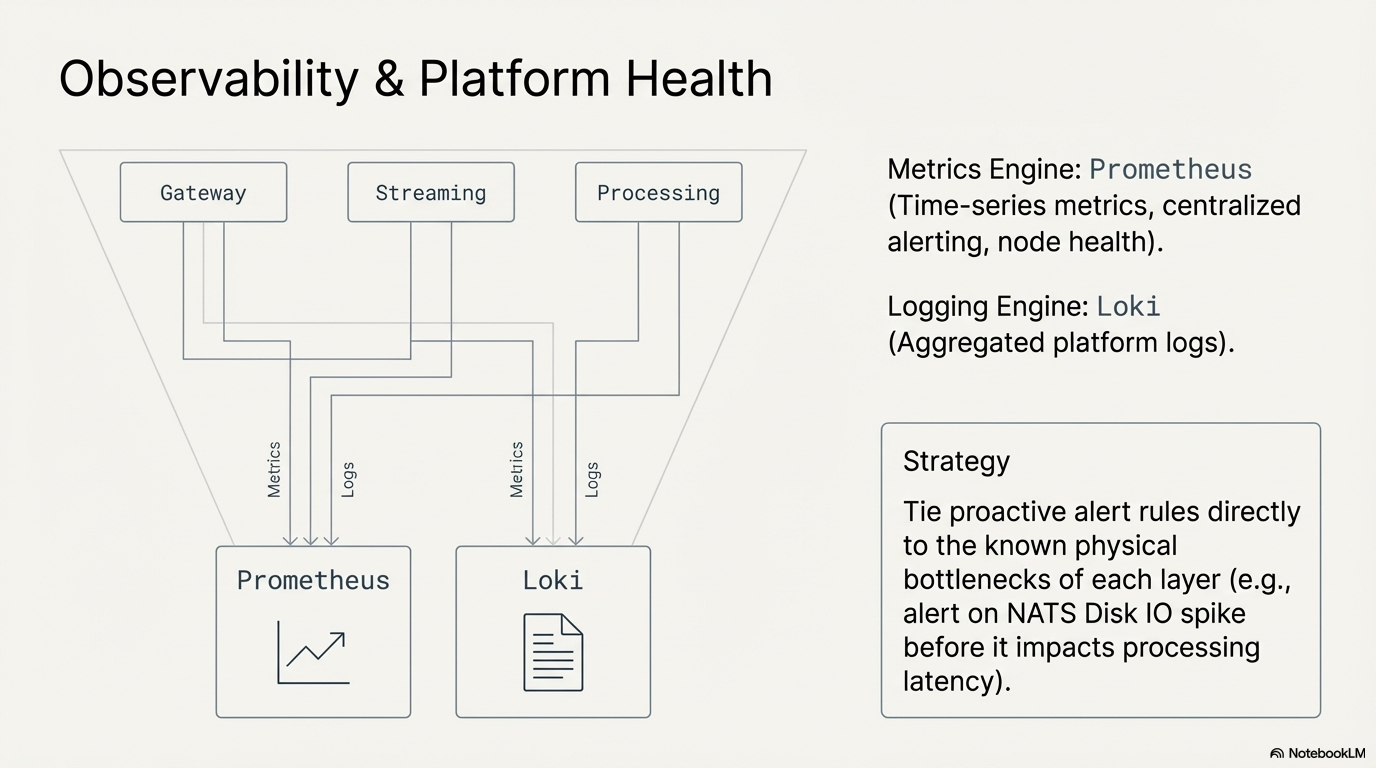 Observability & Platform Health
Gateway
Streaming
Processing
Metrics
Logs
Metrics
Logs
Prometheus
Loki
Metrics Engine: Prometheus
(Time-series metrics, centralized
alerting, node health).
Logging Engine: Loki
(Aggregated platform logs).
Strategy
Tie proactive alert rules directly
to the known physical
bottlenecks of each layer (e.g.,
alert on NATS Disk IO spike
before it impacts processing
latency).
NotebookLM